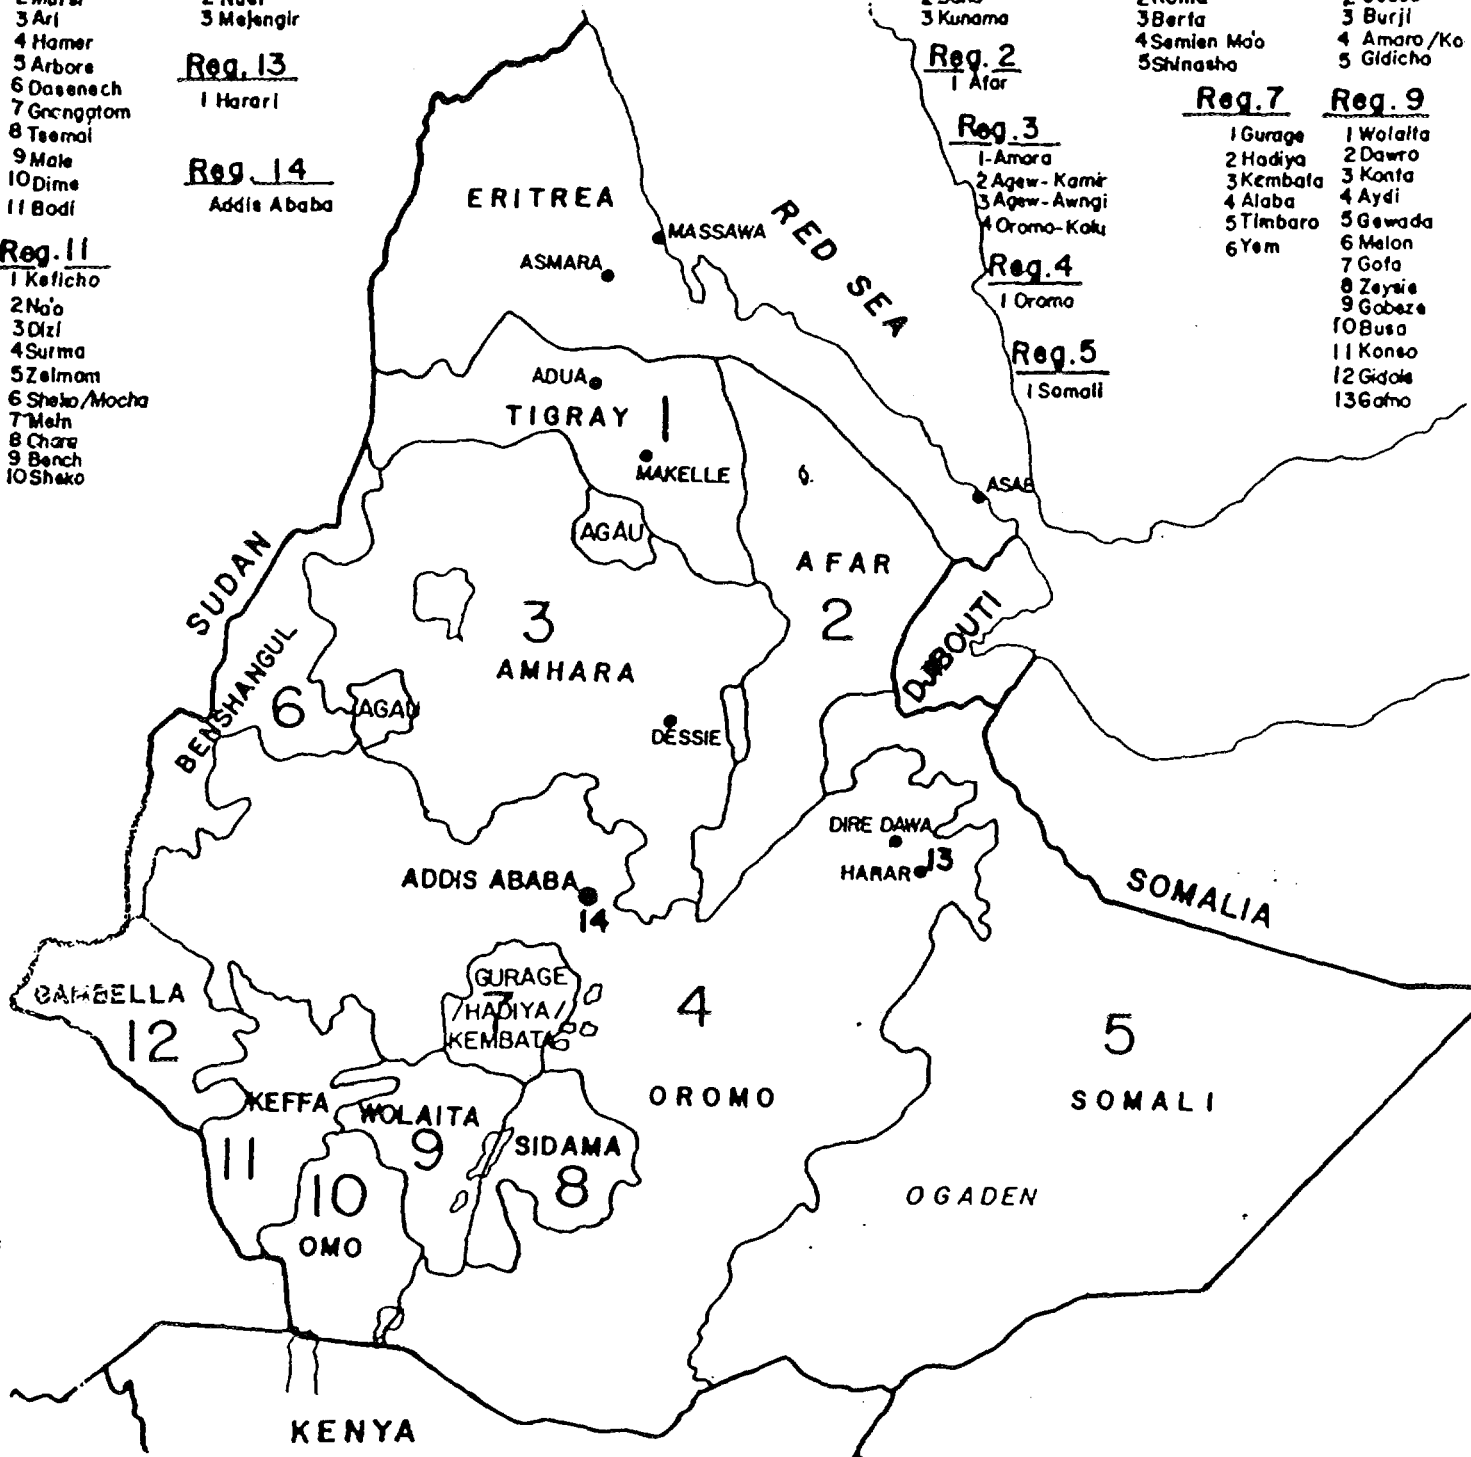 3 Ari
4 Hamer
5 Arbore
6 Dasenech
7 Gnangatom
8 Tsemai
9 Male
10 Dime
11 Bodi
Reg. 11
1 Keficho
2 Na'o
3 Dizi
4 Surma
5 Zelmam
6 Sheko/Mocha
7 Mein
8 Chara
9 Bench
10 Sheko
3 Mejengir
Reg. 13
1 Harari
Reg. 14
Addis Ababa
3 Kunama
Reg. 2
1 Afar
Reg. 3
1-Amara
2 Agew-Kamir
3 Agew-Awngi
4 Oromo-Kalu
Reg. 4
1 Oromo
Reg. 5
1 Somali
3 Berta
4 Semien Mao
5 Shinasha
Reg. 7
1 Gurage
2 Hadiya
3 Kembata
4 Alaba
5 Timbaro
6 Yem
3 Burji
4 Amaro/Ko
5 Gidicho
Reg. 9
1 Wolaita
2 Dawro
3 Konta
4 Aydi
5 Gewada
6 Melon
7 Gofa
8 Zeysie
9 Gobeze
10 Busa
11 Konso
12 Gidole
13 Gamo
ERITREA
MASSAWA
ASMARA
RED SEA
ADUA
TIGRAY 1
MAKELLE
ASAB
AGAU
AFAR
2
SUDAN
3
AMHARA
DJIBOUTI
BENSHANGUL
6
AGAU
DESSIE
DIRE DAWA
HARAR 13
ADDIS ABABA
14
SOMALIA
GAMBELLA
12
GURAGE
/HADIYA/
KEMBATA
7
4
OROMO
5
SOMALI
KEFFA
11
WOLAITA
9
SIDAMA
8
10
OMO
OGADEN
KENYA